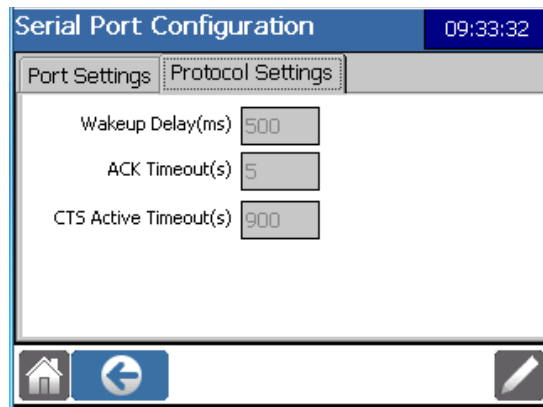 Serial Port Configuration 09:33:32
Port Settings Protocol Settings
Wakeup Delay(ms) 500
ACK Timeout(s) 5
CTS Active Timeout(s) 900